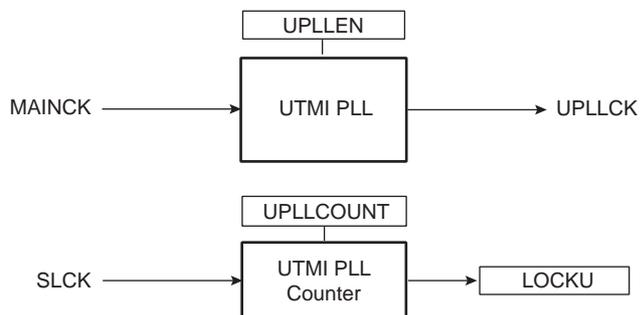 UPLLEN
MAINCK
UTMI PLL
UPLLCK
UPLLCOUNT
SLCK
UTMI PLL
Counter
LOCKU